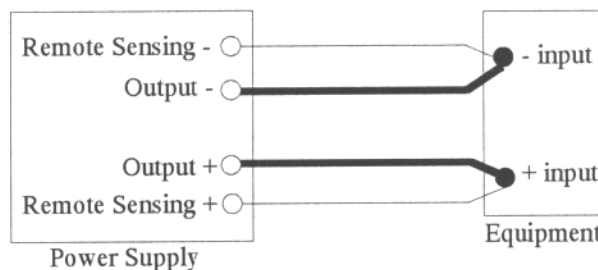 Remote Sensing -
Output -
Output +
Remote Sensing +
Power Supply
- input
+ input
Equipment